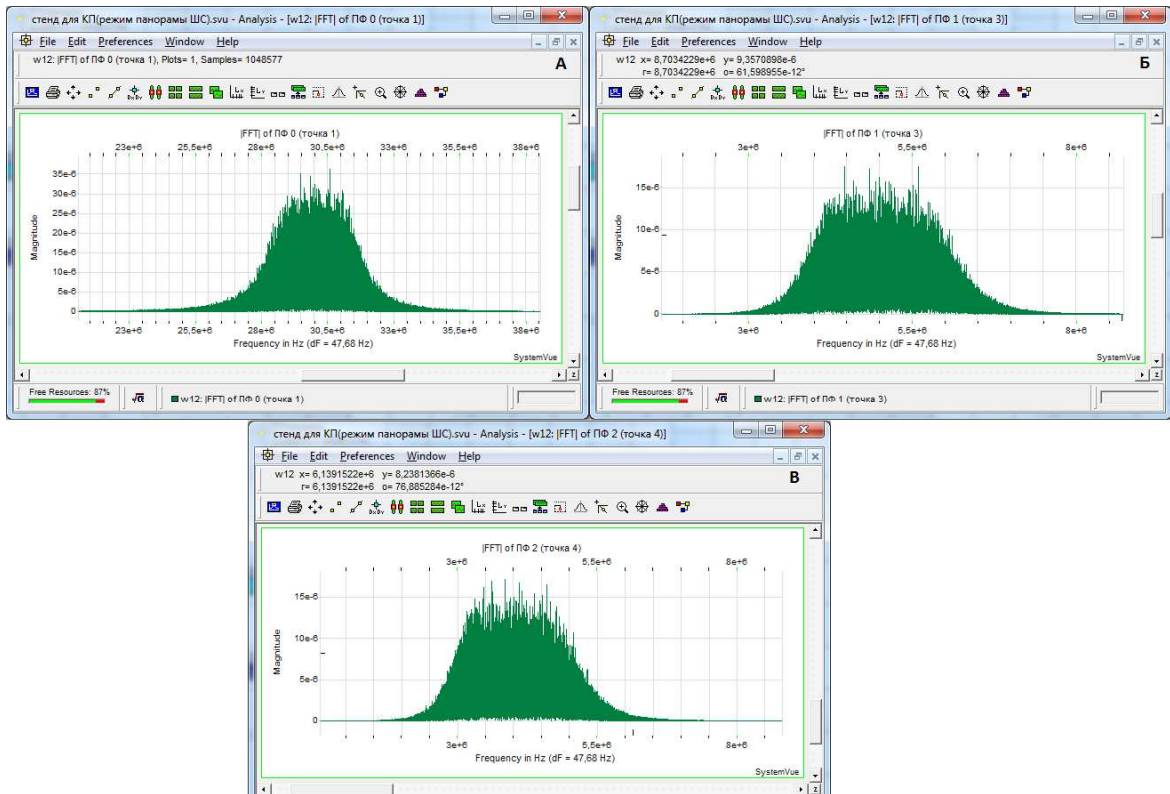 стенд для КП(режим панорамы ШС).svu - Analysis - [w12: |FFT| of ПФ 0 (точка 1)]
File Edit Preferences Window Help
w12: |FFT| of ПФ 0 (точка 1), Plots= 1, Samples= 1048577
А
|FFT| of ПФ 0 (точка 1)
23e+6 25,5e+6 28e+6 30,5e+6 33e+6 35,5e+6 38e+6
35e-6
30e-6
25e-6
20e-6
15e-6
10e-6
5e-6
0
Magnitude
23e+6 25,5e+6 28e+6 30,5e+6 33e+6 35,5e+6 38e+6
Frequency in Hz (dF = 47,68 Hz)
SystemVue
Free Resources: 87%
w12: |FFT| of ПФ 0 (точка 1)
стенд для КП(режим панорамы ШС).svu - Analysis - [w12: |FFT| of ПФ 1 (точка 3)]
File Edit Preferences Window Help
w12 x= 8,7034229e+6 y= 9,3570898e-6
r= 8,7034229e+6 o= 61,598955e-12°
Б
|FFT| of ПФ 1 (точка 3)
3e+6 5,5e+6 8e+6
15e-6
10e-6
5e-6
0
Magnitude
3e+6 5,5e+6 8e+6
Frequency in Hz (dF = 47,68 Hz)
SystemVue
Free Resources: 87%
w12: |FFT| of ПФ 1 (точка 3)
стенд для КП(режим панорамы ШС).svu - Analysis - [w12: |FFT| of ПФ 2 (точка 4)]
File Edit Preferences Window Help
w12 x= 6,1391522e+6 y= 8,2381366e-6
r= 6,1391522e+6 o= 76,885284e-12°
В
|FFT| of ПФ 2 (точка 4)
3e+6 5,5e+6 8e+6
15e-6
10e-6
5e-6
0
Magnitude
3e+6 5,5e+6 8e+6
Frequency in Hz (dF = 47,68 Hz)
SystemVue